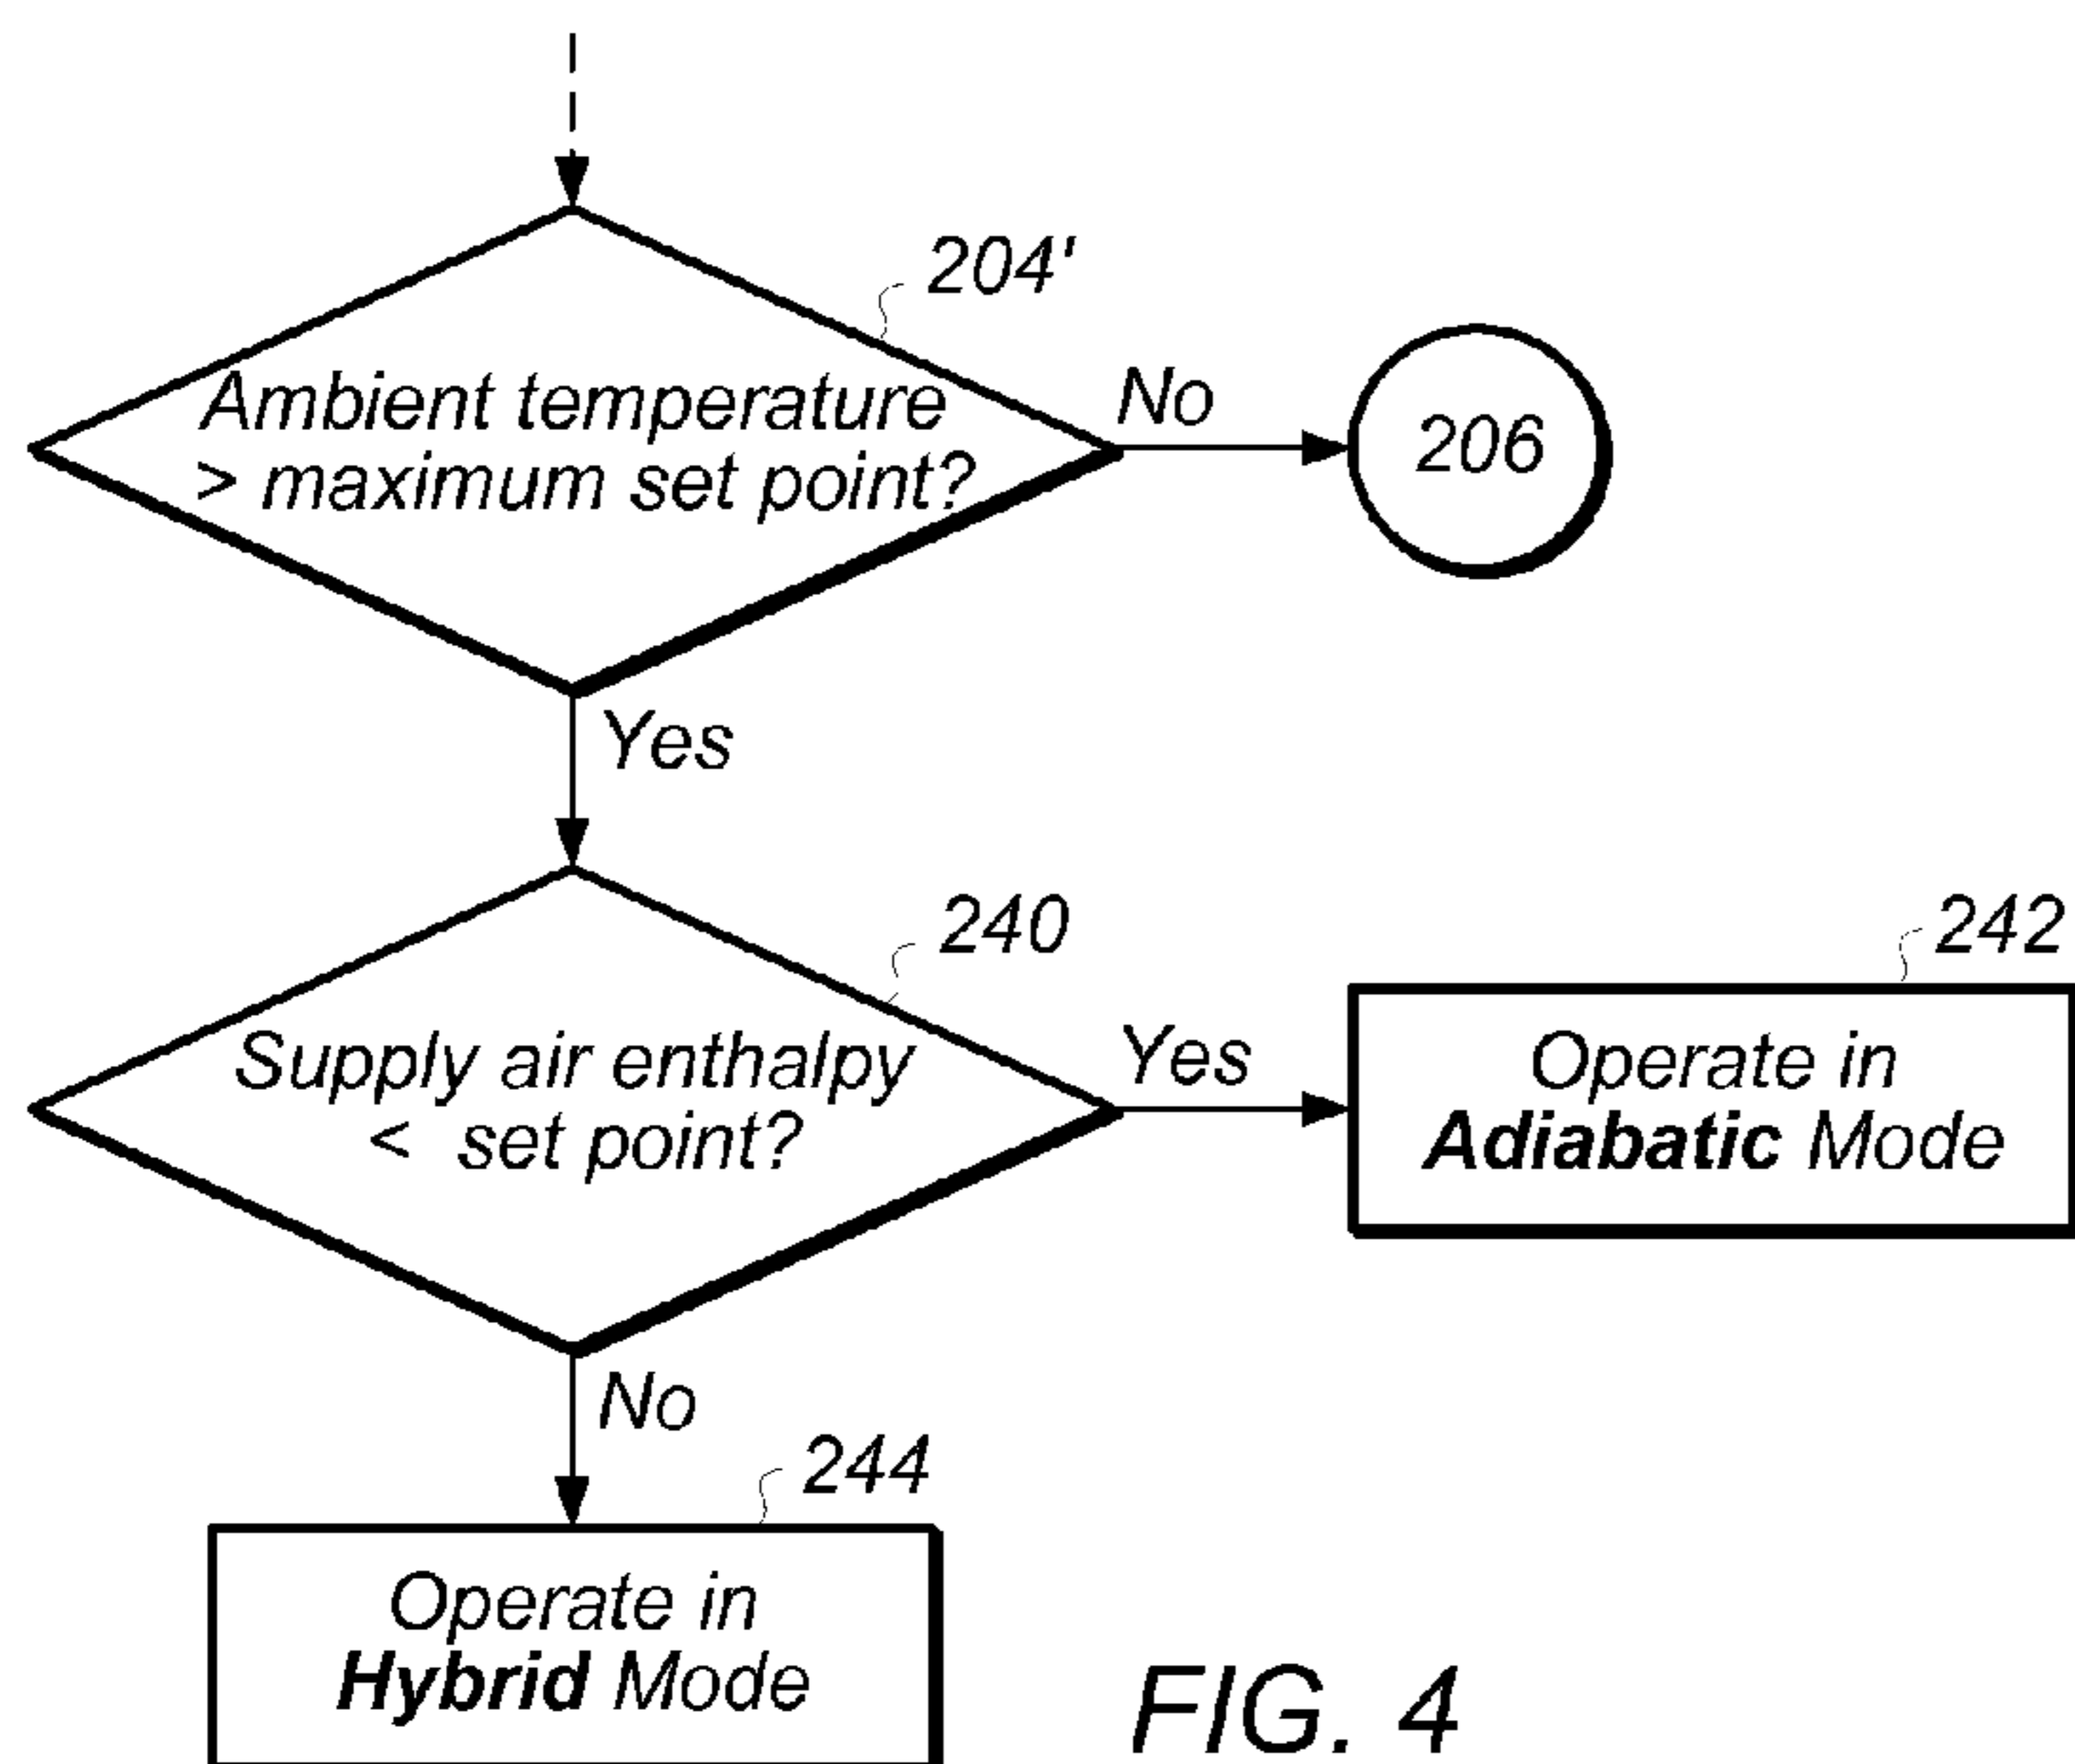 204'
Ambient temperature
> maximum set point?
No
206
Yes
240
Supply air enthalpy
< set point?
Yes
242
Operate in
Adiabatic Mode
No
244
Operate in
Hybrid Mode
FIG. 4